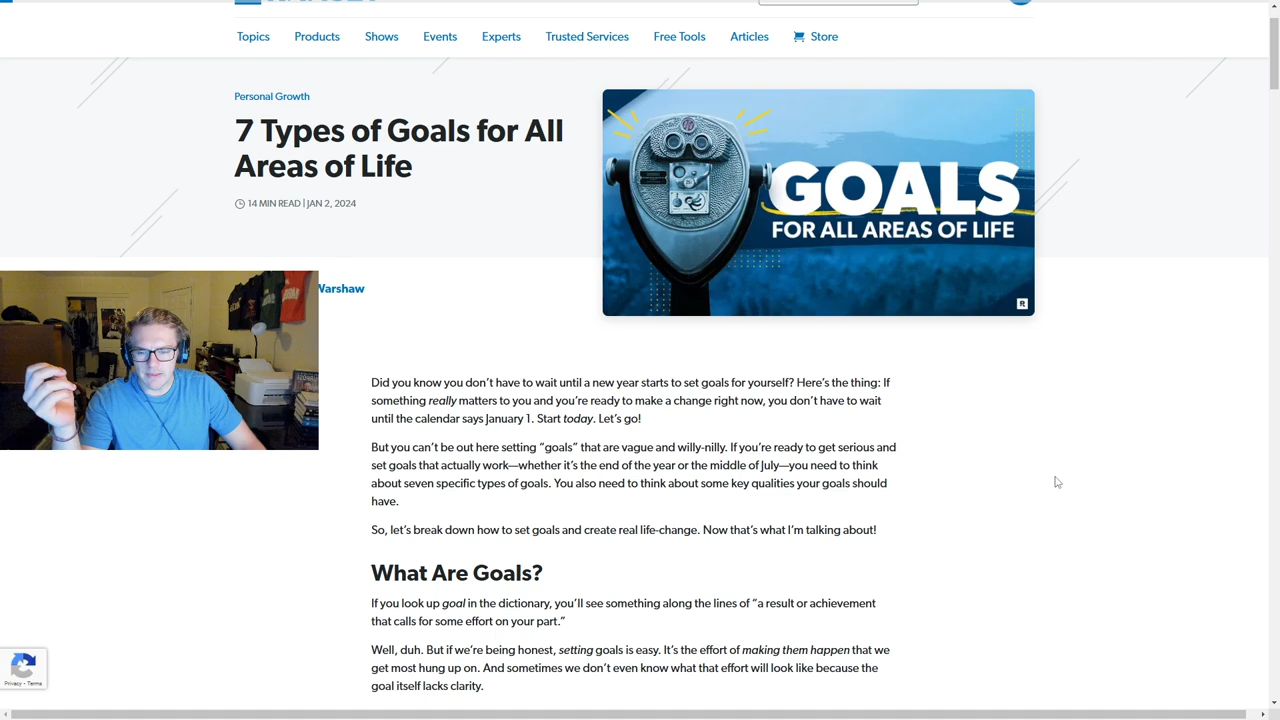 Topics Products Shows Events Experts Trusted Services Free Tools Articles Store
Personal Growth
7 Types of Goals for All
Areas of Life
14 MIN READ | JAN 2, 2024
GOALS
FOR ALL AREAS OF LIFE
R
Warshaw
Did you know you don’t have to wait until a new year starts to set goals for yourself? Here’s the thing: If
something really matters to you and you’re ready to make a change right now, you don’t have to wait
until the calendar says January 1. Start today. Let’s go!
But you can’t be out here setting “goals” that are vague and willy-nilly. If you’re ready to get serious and
set goals that actually work—whether it’s the end of the year or the middle of July—you need to think
about seven specific types of goals. You also need to think about some key qualities your goals should
have.
So, let’s break down how to set goals and create real life-change. Now that’s what I’m talking about!
What Are Goals?
If you look up goal in the dictionary, you’ll see something along the lines of “a result or achievement
that calls for some effort on your part.”
Well, duh. But if we’re being honest, setting goals is easy. It’s the effort of making them happen that we
get most hung up on. And sometimes we don’t even know what that effort will look like because the
goal itself lacks clarity.
Privacy - Terms